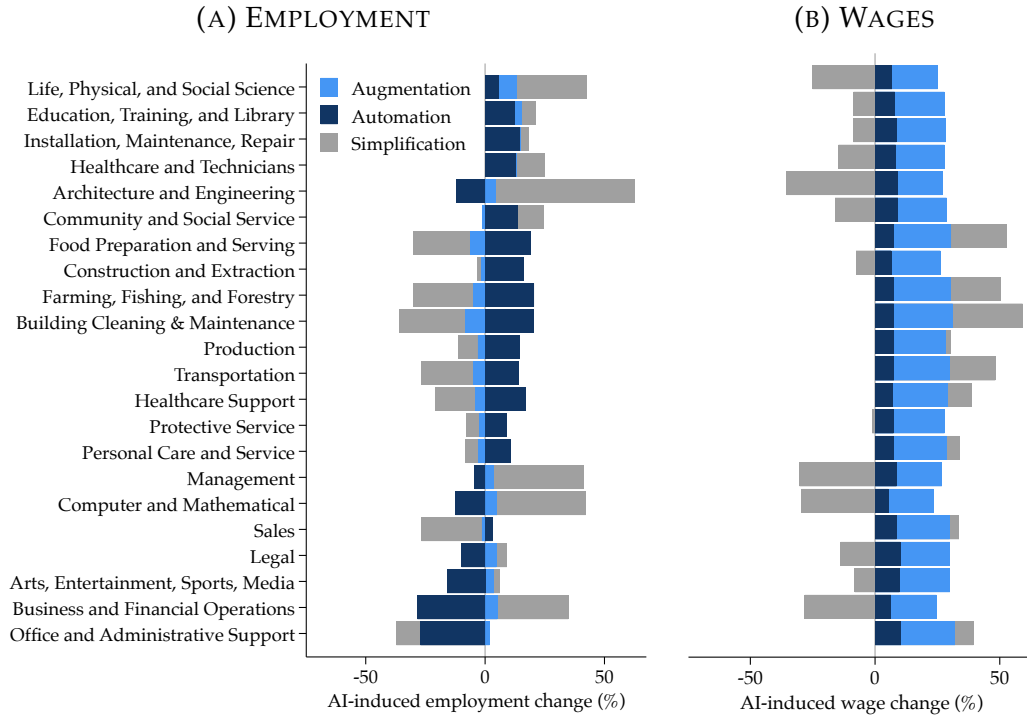 (A) EMPLOYMENT
(B) WAGES
Augmentation
Automation
Simplification
Life, Physical, and Social Science
Education, Training, and Library
Installation, Maintenance, Repair
Healthcare and Technicians
Architecture and Engineering
Community and Social Service
Food Preparation and Serving
Construction and Extraction
Farming, Fishing, and Forestry
Building Cleaning & Maintenance
Production
Transportation
Healthcare Support
Protective Service
Personal Care and Service
Management
Computer and Mathematical
Sales
Legal
Arts, Entertainment, Sports, Media
Business and Financial Operations
Office and Administrative Support
-50 0 50
AI-induced employment change (%)
-50 0 50
AI-induced wage change (%)